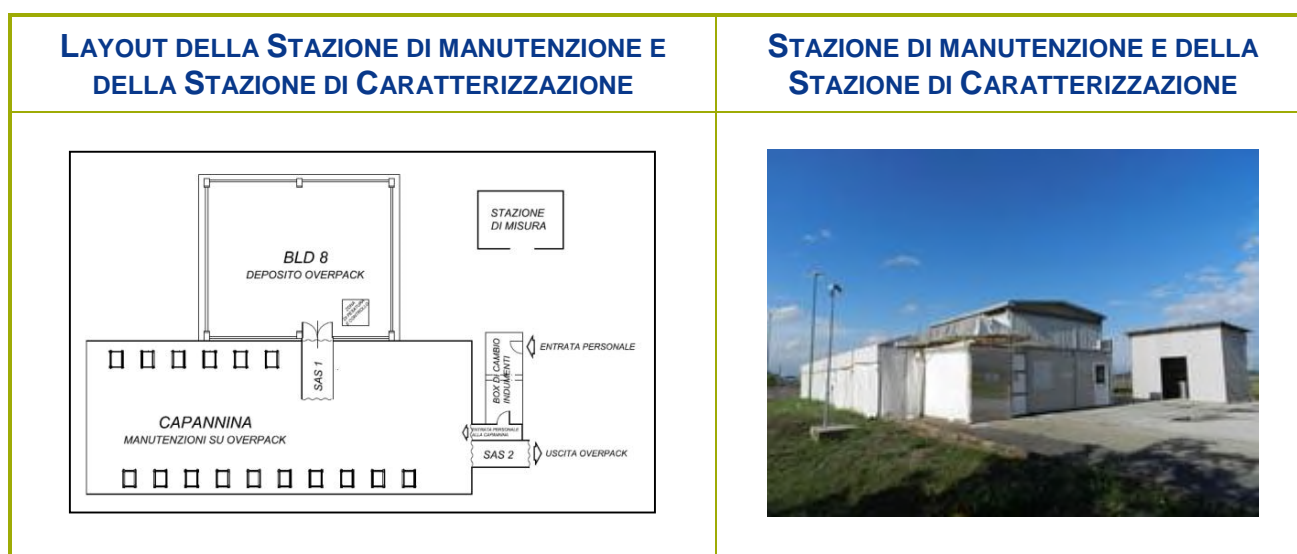 LAYOUT DELLA STAZIONE DI MANUTENZIONE E
DELLA STAZIONE DI CARATTERIZZAZIONE
STAZIONE DI MANUTENZIONE E DELLA
STAZIONE DI CARATTERIZZAZIONE
STAZIONE
DI MISURA
BLD 8
DEPOSITO OVERPACK
ZONA
SAS 1
ENTRATA PERSONALE
BOX DI CAMBIO
INDUMENTI
CAPANNINA
MANUTENZIONI SU OVERPACK
ENTRATA PERSONALE
ALLA CAPANNINA
SAS 2
USCITA OVERPACK